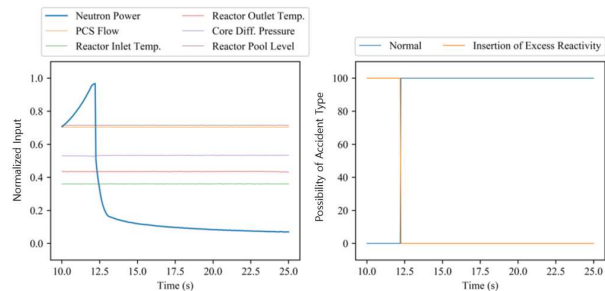 Neutron Power
PCS Flow
Reactor Inlet Temp.
Reactor Outlet Temp.
Core Diff. Pressure
Reactor Pool Level
Normalized Input
1.0
0.8
0.6
0.4
0.2
0.0
10.0 12.5 15.0 17.5 20.0 22.5 25.0
Time (s)
Normal
Insertion of Excess Reactivity
Possibility of Accident Type
100
80
60
40
20
0
10.0 12.5 15.0 17.5 20.0 22.5 25.0
Time (s)